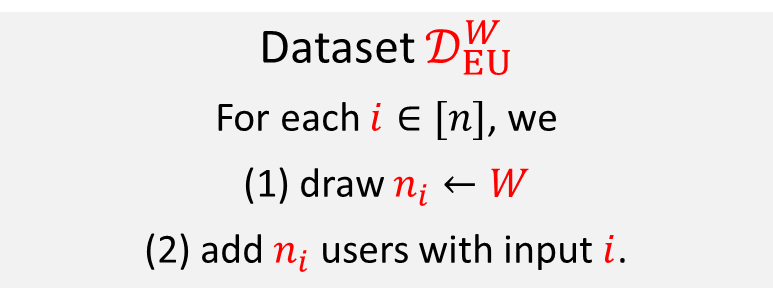 Dataset 𝒟_EU^W
For each i ∈ [n], we
(1) draw n_i ← W
(2) add n_i users with input i.